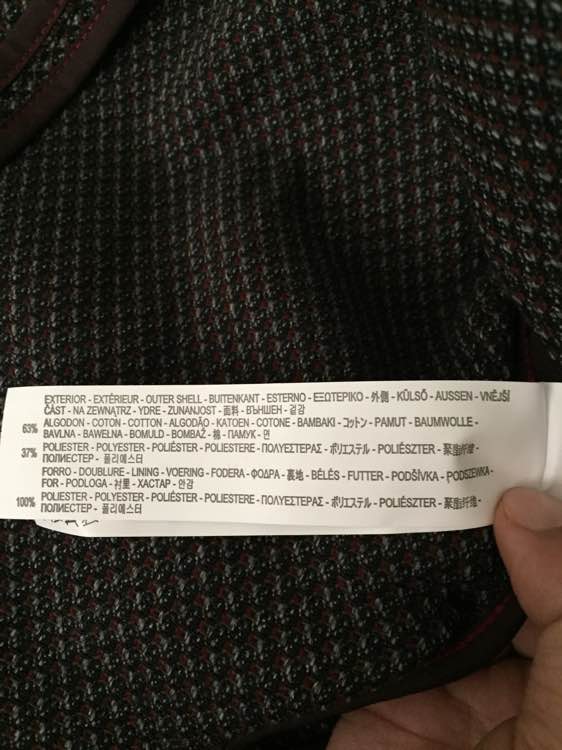 EXTERIOR - EXTÉRIEUR - OUTER SHELL - BUITENKANT - ESTERNO - ΕΞΩΤΕΡΙΚΟ - 外側 - KÜLSŐ - AUSSEN - VNĚJŠÍ
ČÁST - NA ZEWNĄTRZ - YDRE - ZUNANJOST - 面料 - ВЪНШЕН - 겉감
63% ALGODON - COTON - COTTON - ALGODÃO - KATOEN - COTONE - BAMBAKI - コットン - PAMUT - BAUMWOLLE -
BAVLNA - BAWEŁNA - BOMULD - BOMBAŽ - 棉 - ПАМУК - 면
37% POLIESTER - POLYESTER - POLIÉSTER - POLIESTERE - ΠΟΛΥΕΣΤΕΡΑΣ - ポリエステル - POLIÉSZTER - 聚酯纤维 -
ПОЛИЕСТЕР - 폴리에스터
FORRO - DOUBLURE - LINING - VOERING - FODERA - ΦΟΔΡΑ - 裏地 - BÉLÉS - FUTTER - PODŠÍVKA - PODSZEWKA -
FOR - PODLOGA - 衬里 - ХАСТАР - 안감
100% POLIESTER - POLYESTER - POLIÉSTER - POLIESTERE - ΠΟΛΥΕΣΤΕΡΑΣ - ポリエステル - POLIÉSZTER - 聚酯纤维 -
ПОЛИЕСТЕР - 폴리에스터